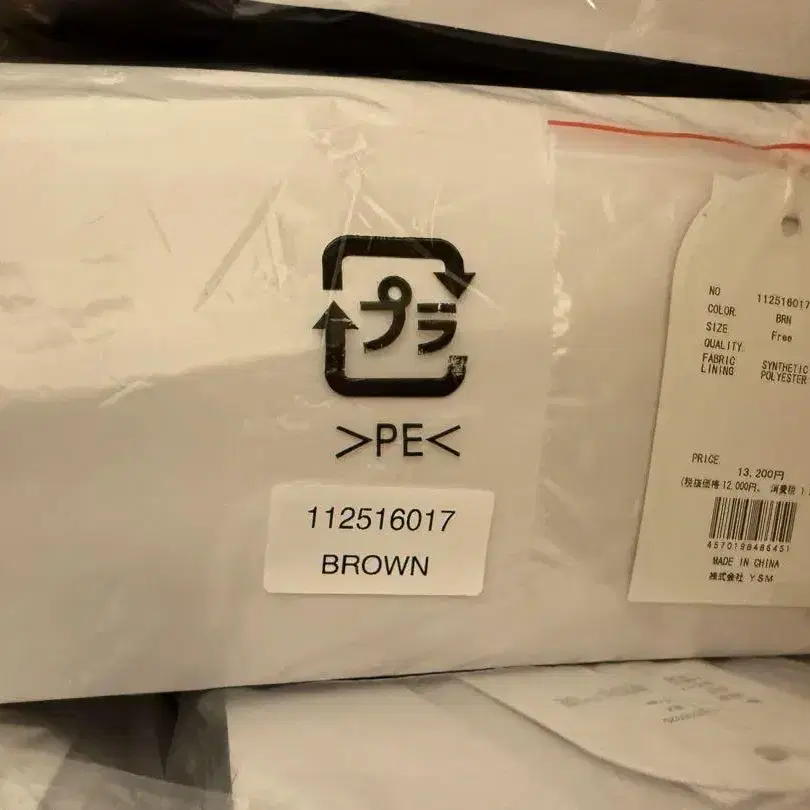 プラ
>PE<
112516017
BROWN
NO 112516017
COLOR. BRN
SIZE Free
QUALITY.
FABRIC SYNTHETIC
LINING POLYESTER
PRICE. 13,200円
(税抜価格 12,000円、 消費税
4570198486451
MADE IN CHINA
株式会社 YSM